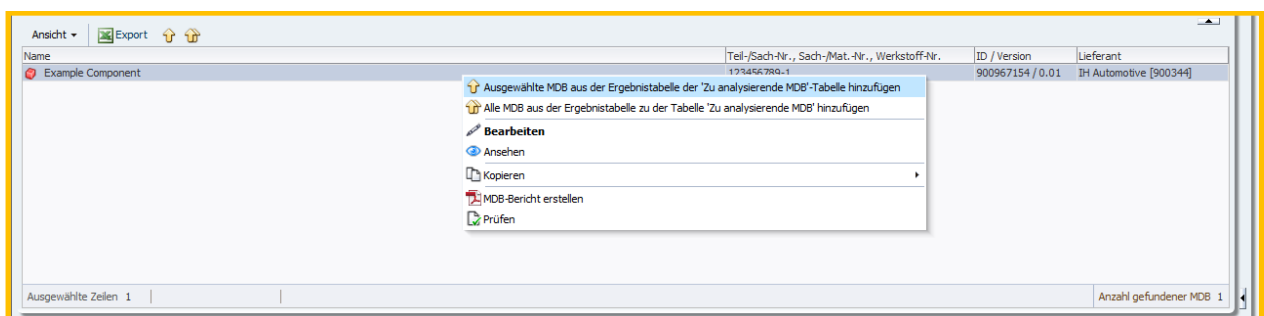 Ansicht Export
Name Teil-/Sach-Nr., Sach-/Mat.-Nr., Werkstoff-Nr. ID / Version Lieferant
Example Component 123456789-1 900967154 / 0.01 IH Automotive [900344]
Ausgewählte MDB aus der Ergebnistabelle der 'Zu analysierende MDB'-Tabelle hinzufügen
Alle MDB aus der Ergebnistabelle zu der Tabelle 'Zu analysierende MDB' hinzufügen
Bearbeiten
Ansehen
Kopieren
MDB-Bericht erstellen
Prüfen
Ausgewählte Zeilen 1 Anzahl gefundener MDB 1